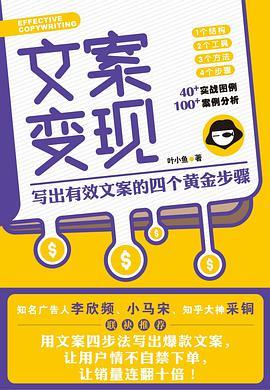 EFFECTIVE
COPYWRITING
文案
变现
1个结构
2个工具
3个方法
4个步骤
40+实战图例
100+案例分析
叶小鱼 著
写出有效文案的四个黄金步骤
$ $ $ $
知名广告人李欣频、小马宋、知乎大神采铜
联袂推荐
用文案四步法写出爆款文案，
让用户情不自禁下单，
让销量连翻十倍！